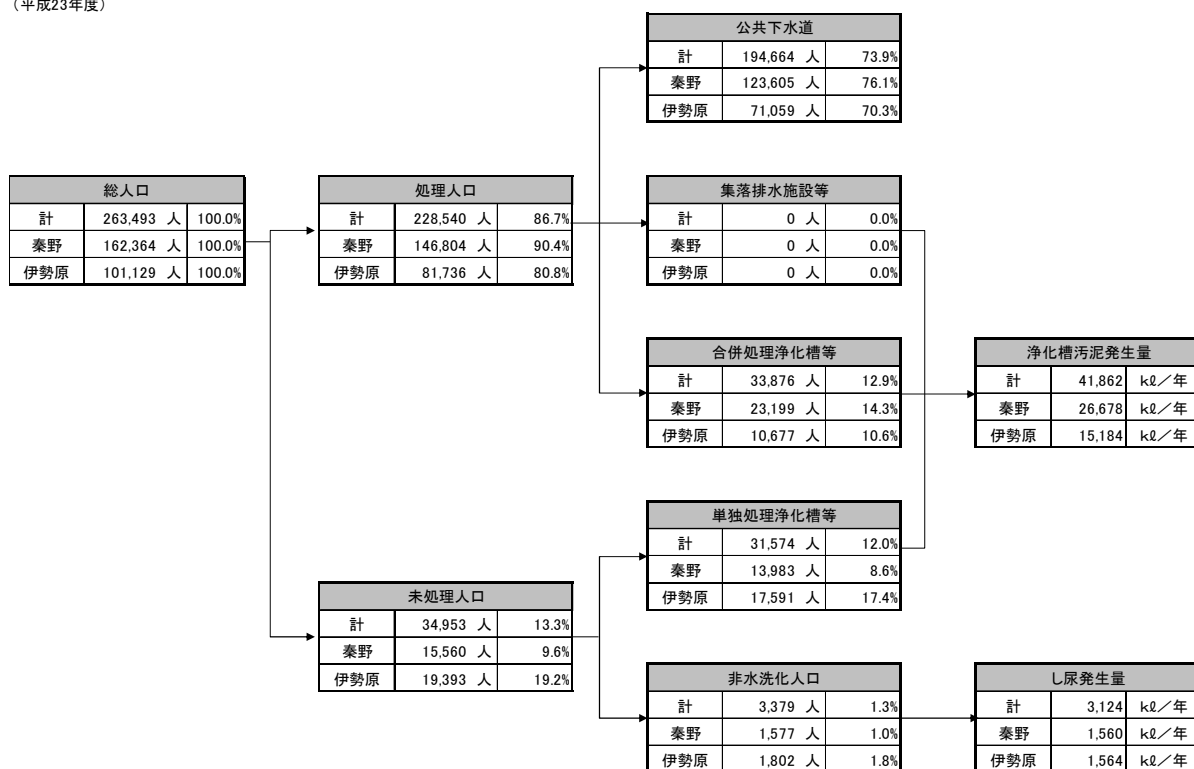 （平成23年度）
公共下水道
計 194,664 人 73.9%
秦野 123,605 人 76.1%
伊勢原 71,059 人 70.3%
総人口
計 263,493 人 100.0%
秦野 162,364 人 100.0%
伊勢原 101,129 人 100.0%
処理人口
計 228,540 人 86.7%
秦野 146,804 人 90.4%
伊勢原 81,736 人 80.8%
集落排水施設等
計 0 人 0.0%
秦野 0 人 0.0%
伊勢原 0 人 0.0%
合併処理浄化槽等
計 33,876 人 12.9%
秦野 23,199 人 14.3%
伊勢原 10,677 人 10.6%
浄化槽汚泥発生量
計 41,862 kℓ／年
秦野 26,678 kℓ／年
伊勢原 15,184 kℓ／年
単独処理浄化槽等
計 31,574 人 12.0%
秦野 13,983 人 8.6%
伊勢原 17,591 人 17.4%
未処理人口
計 34,953 人 13.3%
秦野 15,560 人 9.6%
伊勢原 19,393 人 19.2%
非水洗化人口
計 3,379 人 1.3%
秦野 1,577 人 1.0%
伊勢原 1,802 人 1.8%
し尿発生量
計 3,124 kℓ／年
秦野 1,560 kℓ／年
伊勢原 1,564 kℓ／年